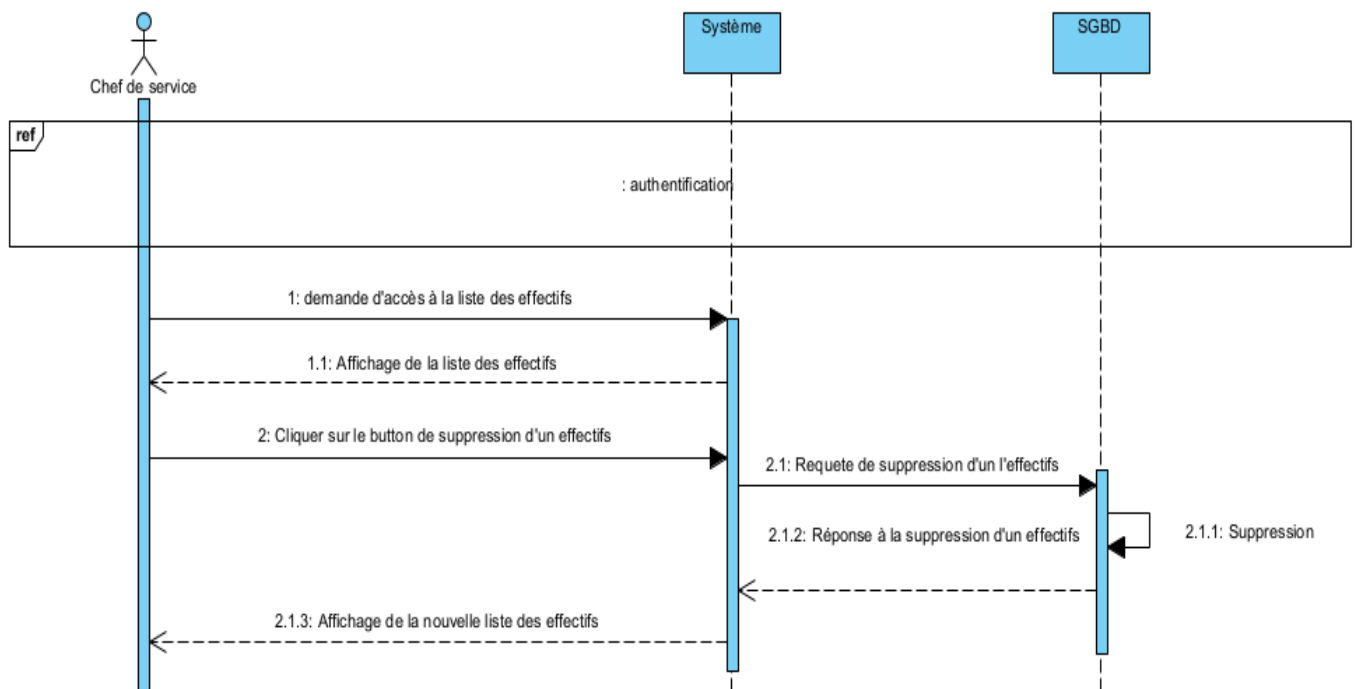 Système
SGBD
Chef de service
ref
: authentification
1: demande d'accès à la liste des effectifs
1.1: Affichage de la liste des effectifs
2: Cliquer sur le button de suppression d'un effectifs
2.1: Requete de suppression d'un l'effectifs
2.1.2: Réponse à la suppression d'un effectifs
2.1.1: Suppression
2.1.3: Affichage de la nouvelle liste des effectifs